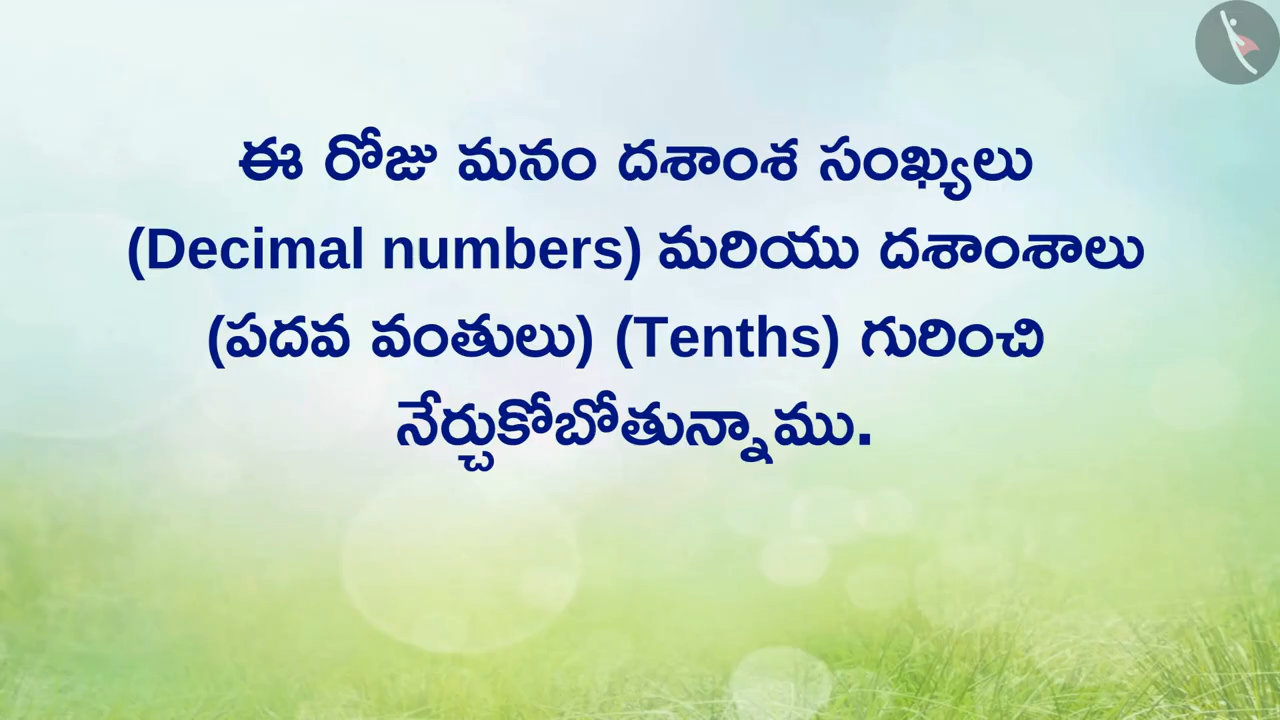 ఈ రోజు మనం దశాంశ సంఖ్యలు
(Decimal numbers) మరియు దశాంశాలు
(పదవ వంతులు) (Tenths) గురించి
నేర్చుకోబోతున్నాము.